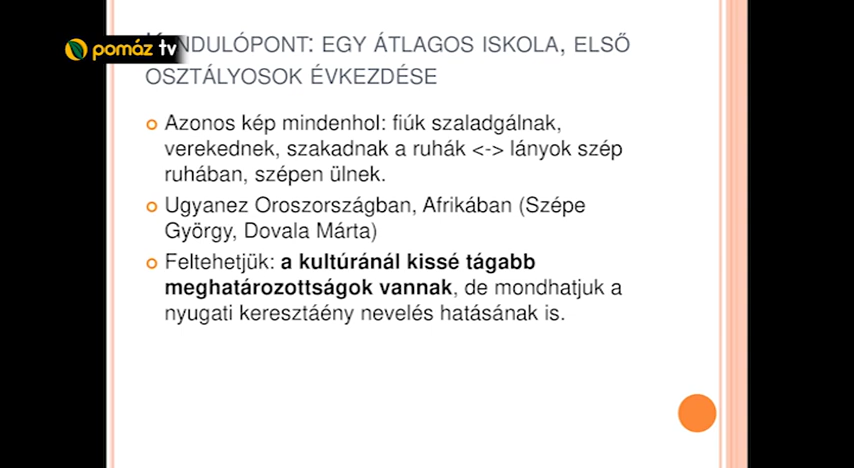 pomáz tv
NDULÓPONT: EGY ÁTLAGOS ISKOLA, ELSŐ
OSZTÁLYOSOK ÉVKEZDÉSE
Azonos kép mindenhol: fiúk szaladgálnak,
verekednek, szakadnak a ruhák <-> lányok szép
ruhában, szépen ülnek.
Ugyanez Oroszországban, Afrikában (Szépe
György, Dovala Márta)
Feltehetjük: a kultúránál kissé tágabb
meghatározottságok vannak, de mondhatjuk a
nyugati keresztáény nevelés hatásának is.